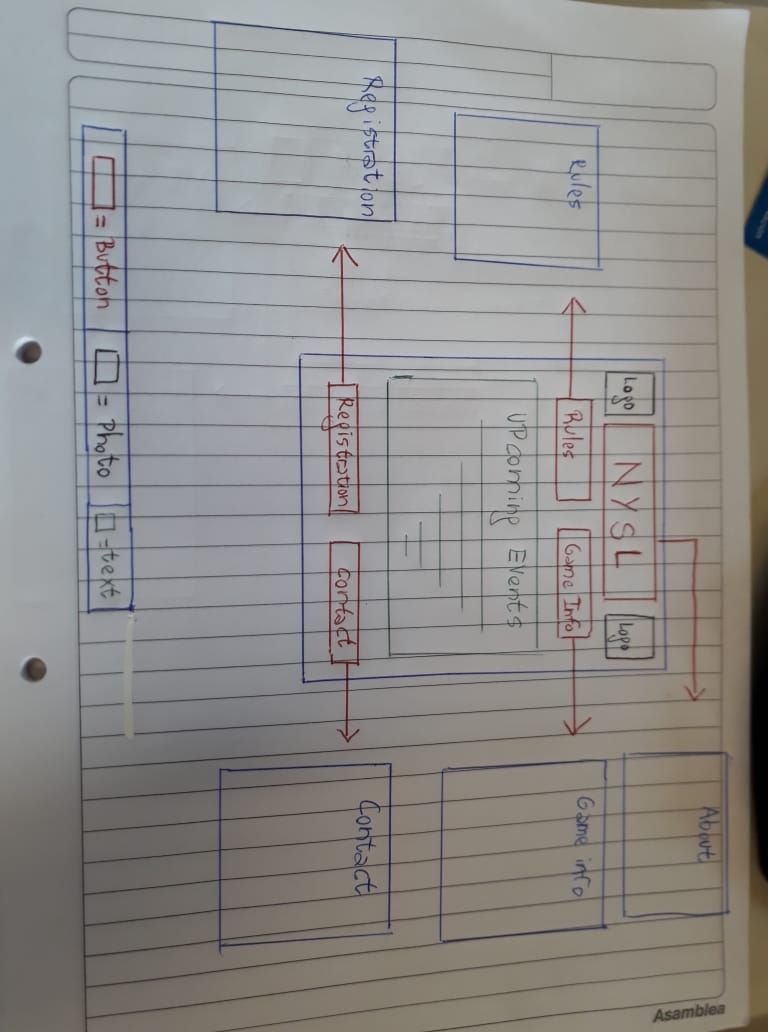 Asamblea
About
Logo NYSL Logo
Rules
Game info
Rules
Game Info
UPcoming Events
Registration
Contact
Registration
Contact
= Button
= Photo
= text